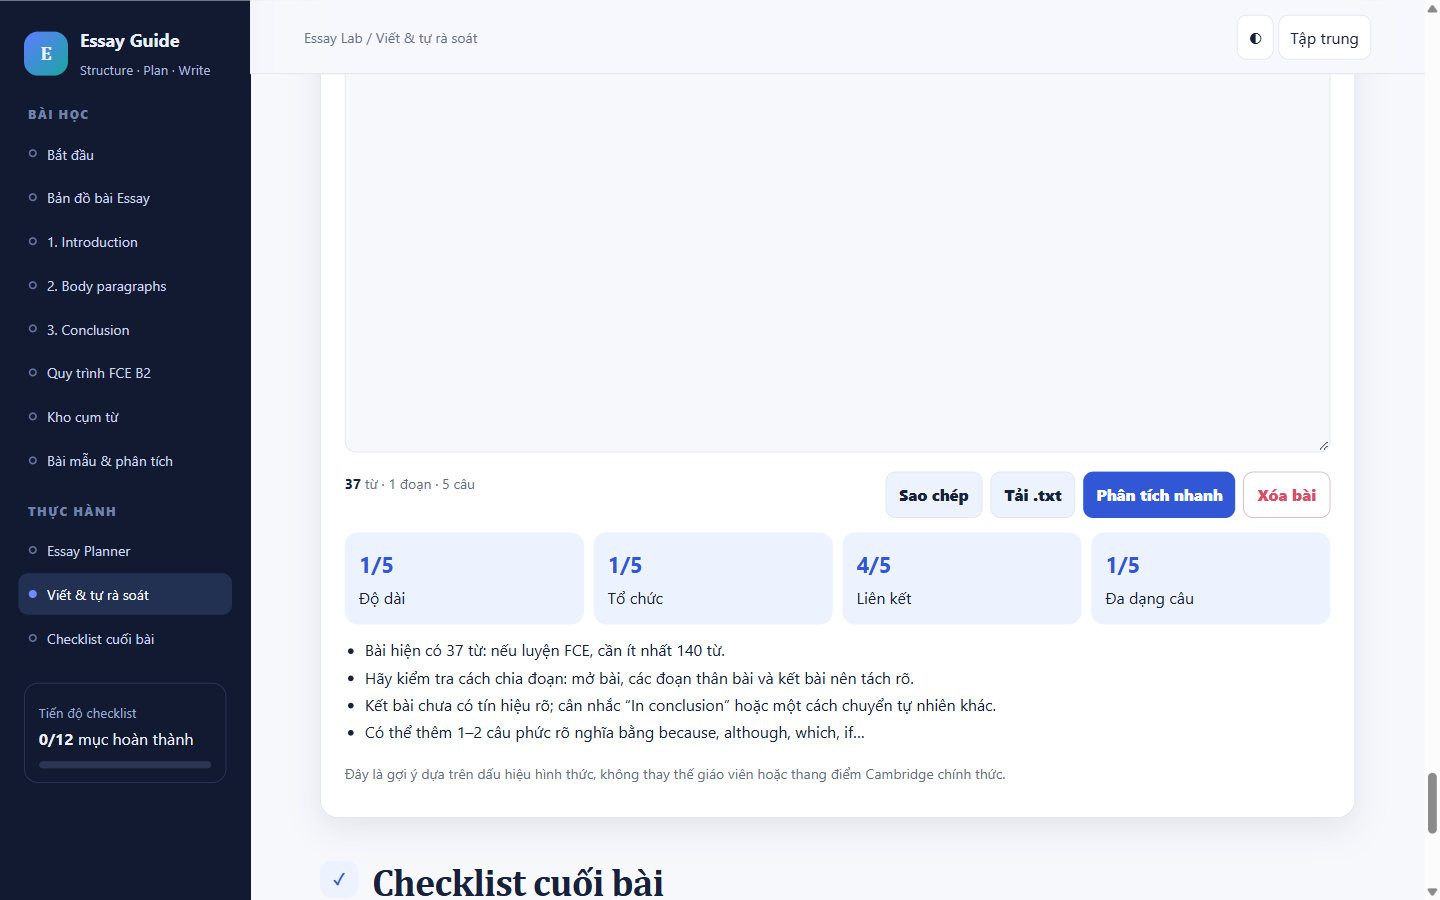 E
Essay Guide
Structure · Plan · Write
BÀI HỌC
Bắt đầu
Bản đồ bài Essay
1. Introduction
2. Body paragraphs
3. Conclusion
Quy trình FCE B2
Kho cụm từ
Bài mẫu & phân tích
THỰC HÀNH
Essay Planner
Viết & tự rà soát
Checklist cuối bài
Tiến độ checklist
0/12 mục hoàn thành
Essay Lab / Viết & tự rà soát
Tập trung
37 từ · 1 đoạn · 5 câu
Sao chép
Tải .txt
Phân tích nhanh
Xóa bài
1/5
Độ dài
1/5
Tổ chức
4/5
Liên kết
1/5
Đa dạng câu
• Bài hiện có 37 từ: nếu luyện FCE, cần ít nhất 140 từ.
• Hãy kiểm tra cách chia đoạn: mở bài, các đoạn thân bài và kết bài nên tách rõ.
• Kết bài chưa có tín hiệu rõ; cân nhắc “In conclusion” hoặc một cách chuyển tự nhiên khác.
• Có thể thêm 1–2 câu phức rõ nghĩa bằng because, although, which, if...
Đây là gợi ý dựa trên dấu hiệu hình thức, không thay thế giáo viên hoặc thang điểm Cambridge chính thức.
✓ Checklist cuối bài